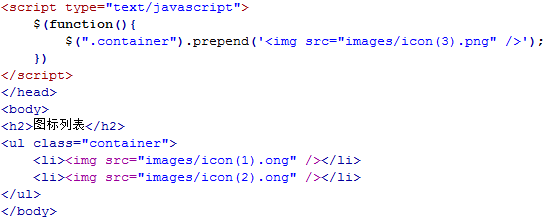 <script type="text/javascript">
    $(function(){
        $(".container").prepend('<img src="images/icon(3).png" />');
    })
</script>
</head>
<body>
<h2>图标列表</h2>
<ul class="container">
    <li><img src="images/icon(1).ong" /></li>
    <li><img src="images/icon(2).ong" /></li>
</ul>
</body>